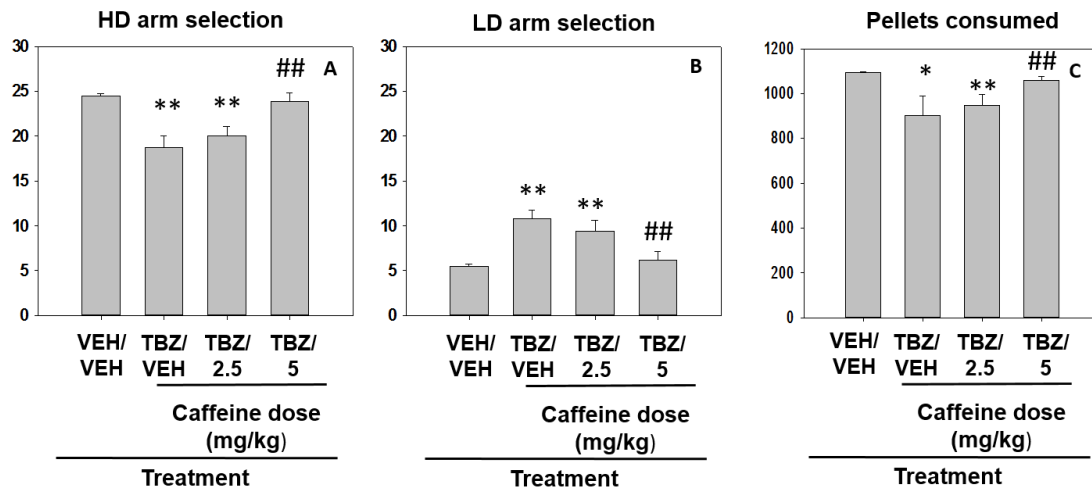 HD arm selection
30
25
20
15
10
5
0
**
**
##
A
VEH/
VEH
TBZ/
VEH
TBZ/
2.5
TBZ/
5
Caffeine dose
(mg/kg)
Treatment
LD arm selection
30
25
20
15
10
5
0
**
**
##
B
VEH/
VEH
TBZ/
VEH
TBZ/
2.5
TBZ/
5
Caffeine dose
(mg/kg)
Treatment
Pellets consumed
1200
1000
800
600
400
200
0
*
**
##
C
VEH/
VEH
TBZ/
VEH
TBZ/
2.5
TBZ/
5
Caffeine dose
(mg/kg)
Treatment